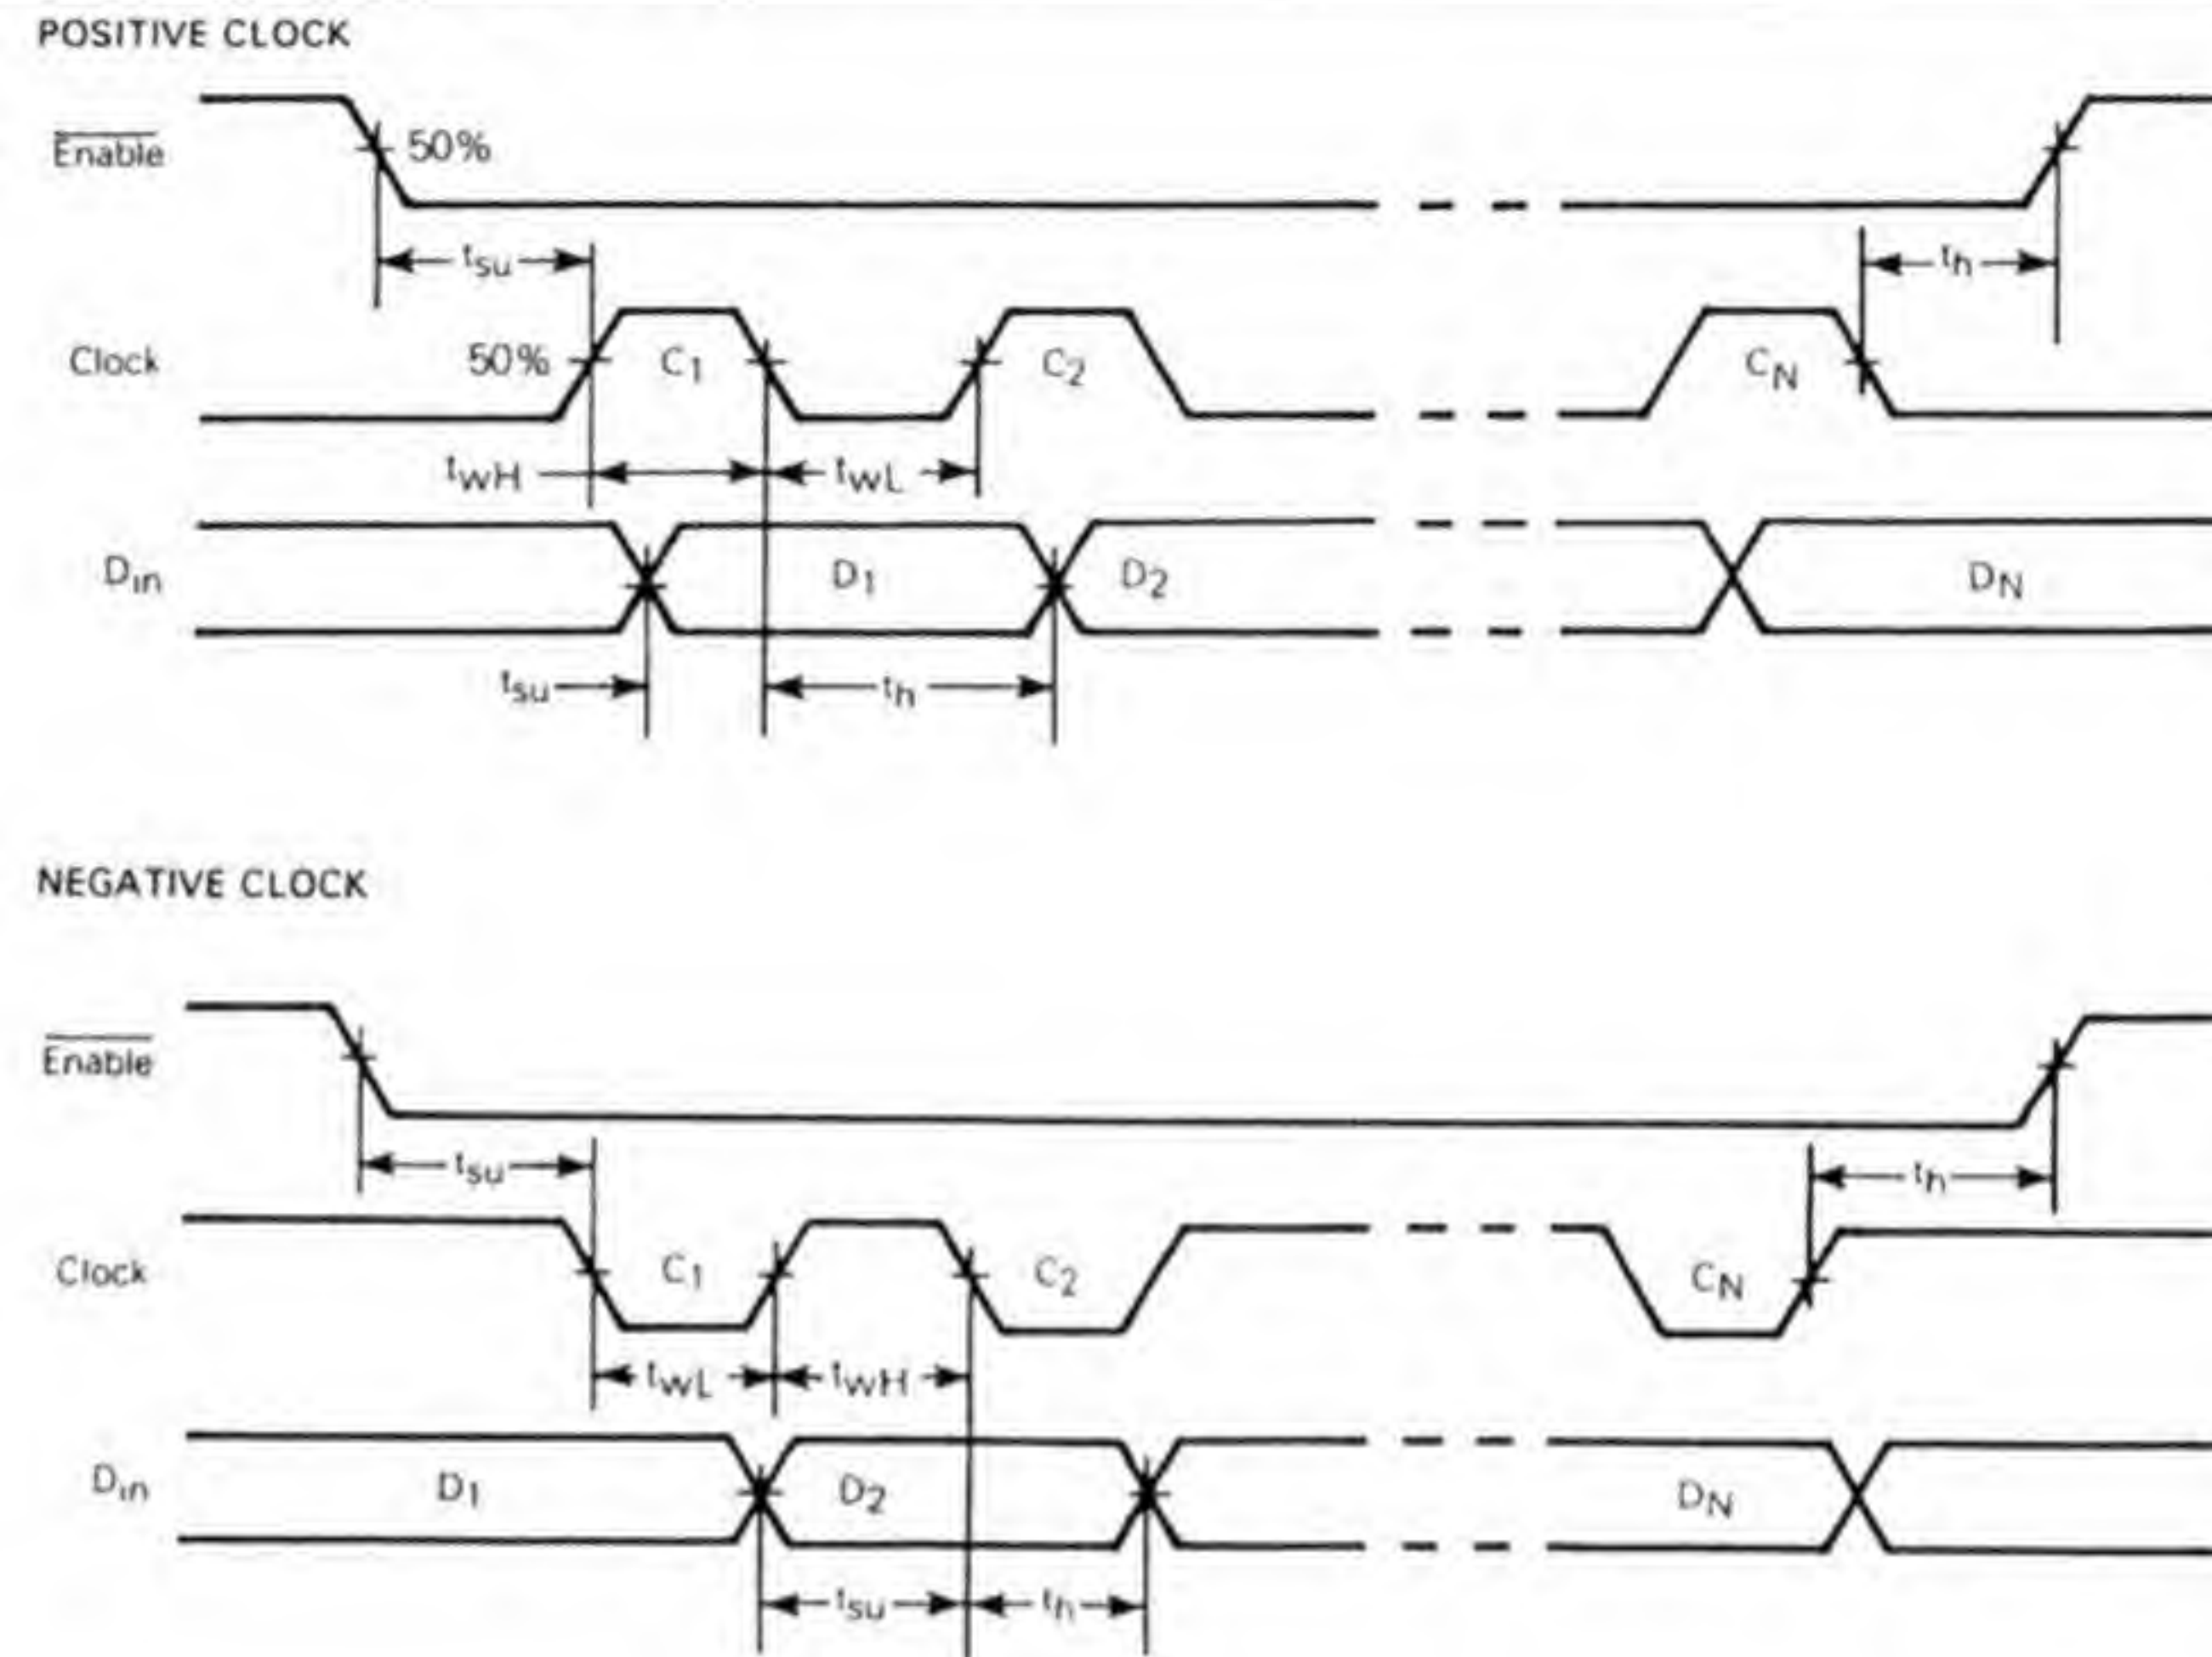 POSITIVE CLOCK
Enable 50%
tsu th
Clock 50% C1 C2 CN
twH twL
Din D1 D2 DN
tsu th
NEGATIVE CLOCK
Enable
tsu th
Clock C1 C2 CN
twL twH
Din D1 D2 DN
tsu th